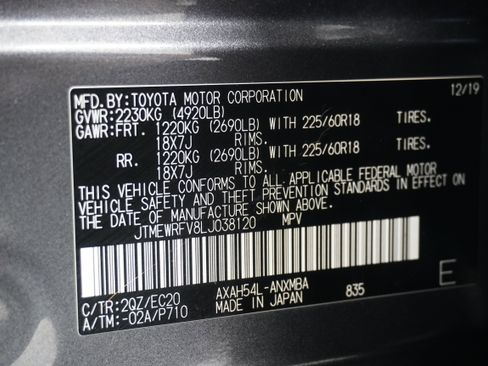 MFD.BY:TOYOTA MOTOR CORPORATION 12/19
GVWR:2230KG (4920LB)
GAWR:FRT. 1220KG (2690LB) WITH 225/60R18 TIRES.
18X7J RIMS.
RR. 1220KG (2690LB) WITH 225/60R18 TIRES.
18X7J RIMS.
THIS VEHICLE CONFORMS TO ALL APPLICABLE FEDERAL MOTOR
VEHICLE SAFETY AND THEFT PREVENTION STANDARDS IN EFFECT ON
THE DATE OF MANUFACTURE SHOWN ABOVE.
JTMEWRFV8LJ038120 MPV
C/TR:2QZ/EC20 AXAH54L-ANXMBA
A/TM:-02A/P710 MADE IN JAPAN 835 E